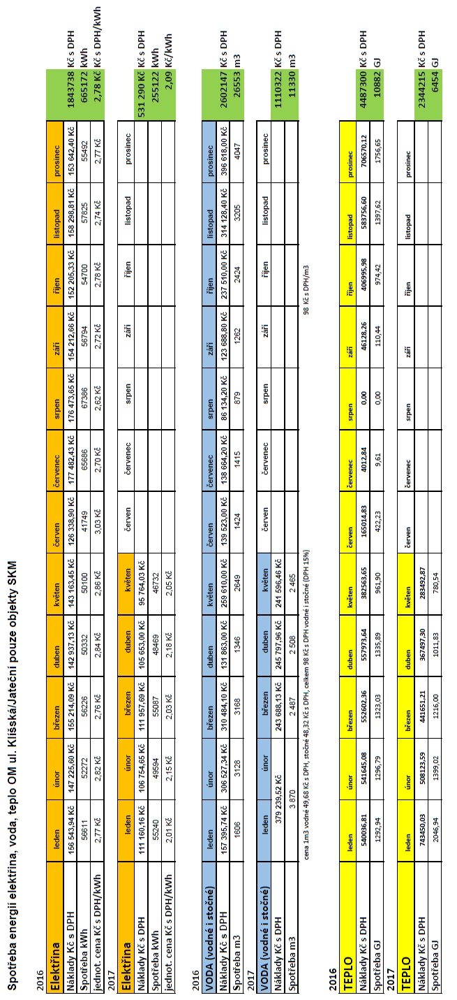 Spotřeba energií elektřina, voda, teplo OM ul. Klíšská/Jateční pouze objekty SKM
2016
Elektřina leden únor březen duben květen červen červenec srpen září říjen listopad prosinec
Náklady Kč s DPH 156 543,94 Kč 147 225,60 Kč 155 214,09 Kč 142 937,13 Kč 143 163,45 Kč 126 338,90 Kč 177 482,43 Kč 176 473,65 Kč 154 212,66 Kč 152 205,33 Kč 158 298,81 Kč 153 642,40 Kč 1843738 Kč s DPH
Spotřeba kWh 56611 52272 56226 50332 50100 41749 65686 67386 56794 54700 57825 55492 665172 kWh
jednot. cena Kč s DPH/kWh 2,77 Kč 2,82 Kč 2,76 Kč 2,84 Kč 2,86 Kč 3,03 Kč 2,70 Kč 2,62 Kč 2,72 Kč 2,78 Kč 2,74 Kč 2,77 Kč 2,78 Kč Kč s DPH/kWh
2017
Elektřina leden únor březen duben květen červen červenec srpen září říjen listopad prosinec
Náklady Kč s DPH 111 160,16 Kč 106 754,65 Kč 111 957,69 Kč 105 653,00 Kč 95 764,03 Kč 531 290 Kč Kč s DPH
Spotřeba kWh 55240 49594 55087 48469 46732 255122 kWh
jednot. cena Kč s DPH/kWh 2,01 Kč 2,15 Kč 2,03 Kč 2,18 Kč 2,05 Kč 2,09 Kč/kWh
2016
VODA (vodné i stočné) leden únor březen duben květen červen červenec srpen září říjen listopad prosinec
Náklady Kč s DPH 157 395,74 Kč 306 527,34 Kč 310 484,10 Kč 131 863,00 Kč 259 610,00 Kč 139 523,00 Kč 138 664,20 Kč 86 134,20 Kč 123 688,80 Kč 237 510,00 Kč 314 128,40 Kč 396 618,00 Kč 2602147 Kč s DPH
Spotřeba m3 1606 3128 3168 1346 2649 1424 1415 879 1262 2424 3205 4047 26553 m3
2017
VODA (vodné i stočné) leden únor březen duben květen červen červenec srpen září říjen listopad prosinec
Náklady Kč s DPH 379 239,52 Kč 243 688,13 Kč 245 797,96 Kč 241 596,46 Kč 1110322 Kč s DPH
Spotřeba m3 3 870 2 487 2 508 2 465 11330 m3
cena 1m3 vodné 49,68 Kč s DPH, stočné 48,32 Kč s DPH, celkem 98 Kč s DPH vodné i stočné (DPH 15%) 98 Kč s DPH/m3
2016
TEPLO leden únor březen duben květen červen červenec srpen září říjen listopad prosinec
Náklady Kč s DPH 540036,81 541645,08 552602,36 557973,64 382563,65 165014,83 4012,84 0,00 46128,26 406995,98 583756,60 706570,12 4487300 Kč s DPH
Spotřeba GJ 1292,94 1296,79 1323,03 1335,89 961,90 422,23 9,61 0,00 110,44 974,42 1397,62 1756,65 10882 GJ
2017
TEPLO leden únor březen duben květen červen červenec srpen září říjen listopad prosinec
Náklady Kč s DPH 743450,03 508123,59 441651,21 367497,30 283492,87 2344215 Kč s DPH
Spotřeba GJ 2046,94 1399,02 1216,00 1011,83 780,54 6454 GJ